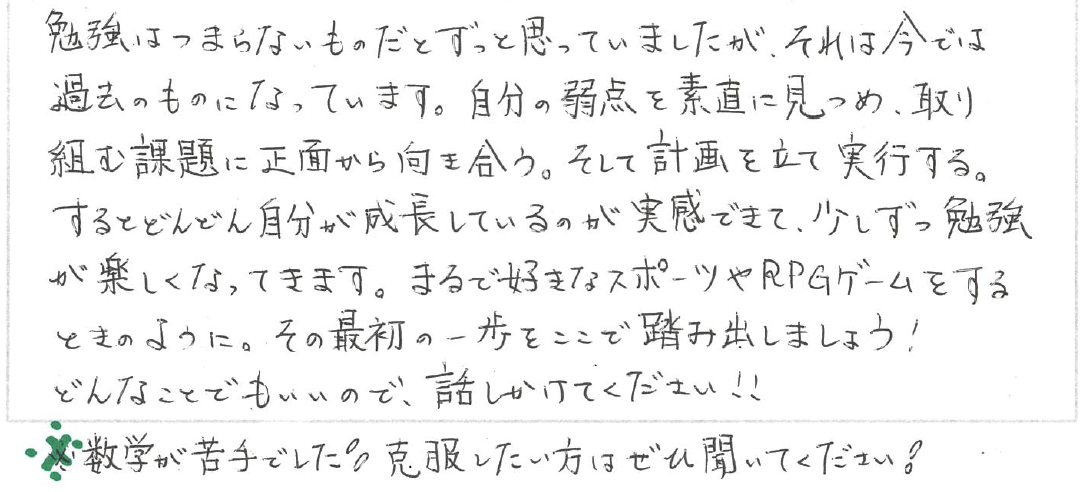 勉強はつまらないものだとずっと思っていましたが、それは今では
過去のものになっています。自分の弱点を素直に見つめ、取り
組む課題に正面から向き合う。そして計画を立て実行する。
するとどんどん自分が成長しているのが実感できて、少しずつ勉強
が楽しくなってきます。まるで好きなスポーツやRPGゲームをする
ときのように。その最初の一歩をここで踏み出しましょう!
どんなことでもいいので、話しかけてください!!
※数学が苦手でした!! 克服したい方はぜひ聞いてください!